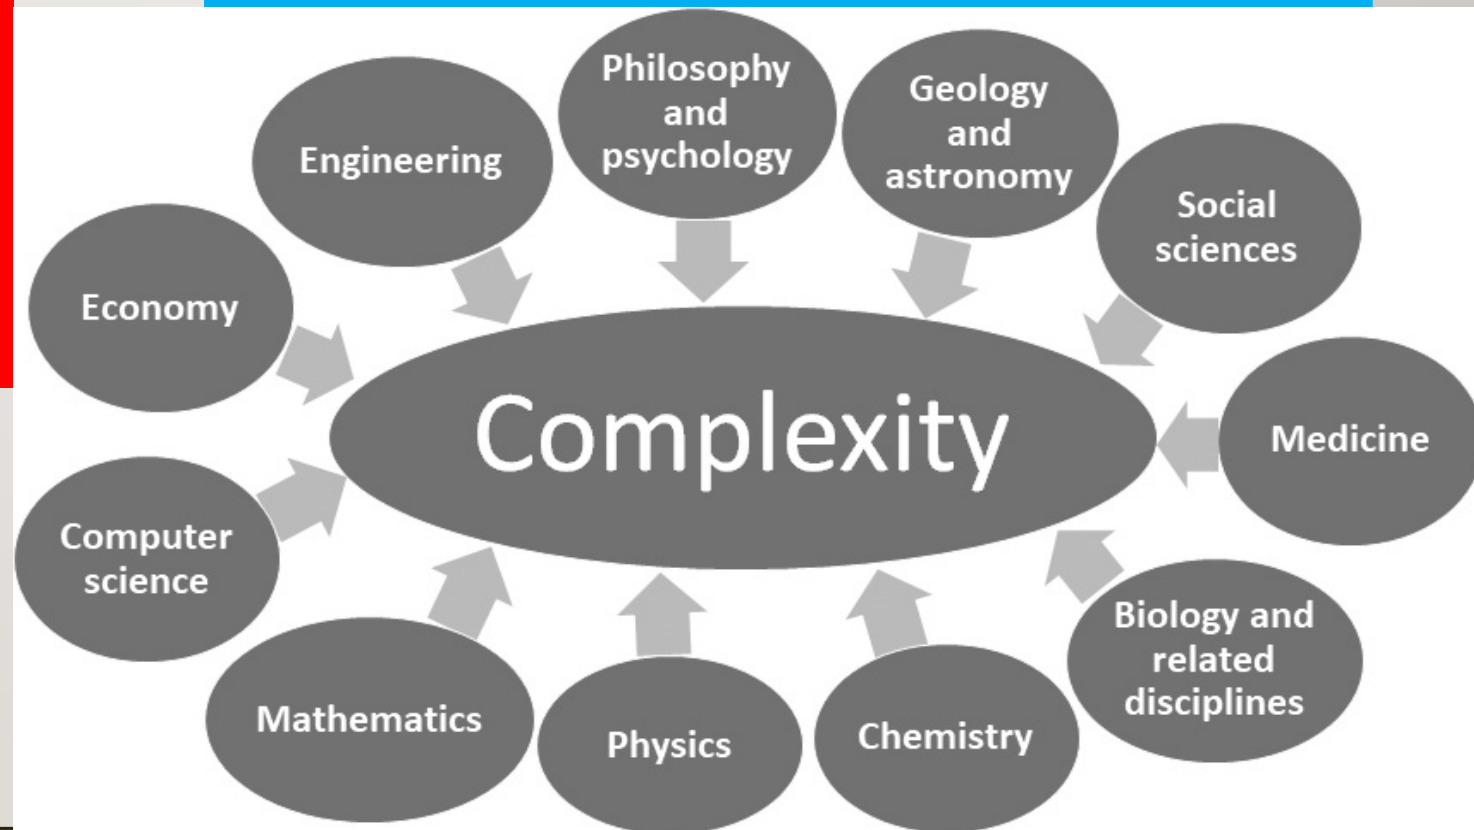 Philosophy
and
psychology
Geology
and
astronomy
Engineering
Social
sciences
Economy
Complexity
Medicine
Computer
science
Biology and
related
disciplines
Mathematics
Physics
Chemistry